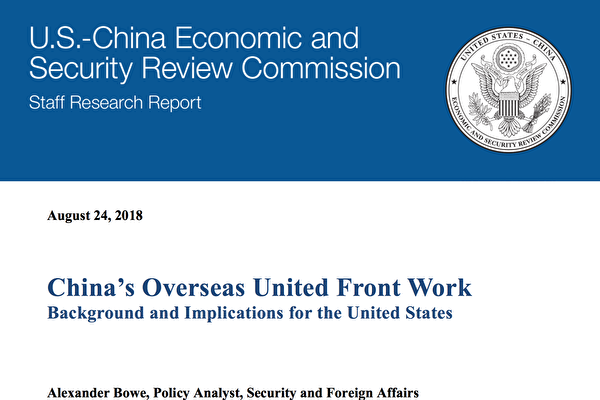 U.S.-China Economic and
Security Review Commission
Staff Research Report
UNITED STATES - CHINA
ECONOMIC AND SECURITY REVIEW COMMISSION
August 24, 2018
China’s Overseas United Front Work
Background and Implications for the United States
Alexander Bowe, Policy Analyst, Security and Foreign Affairs